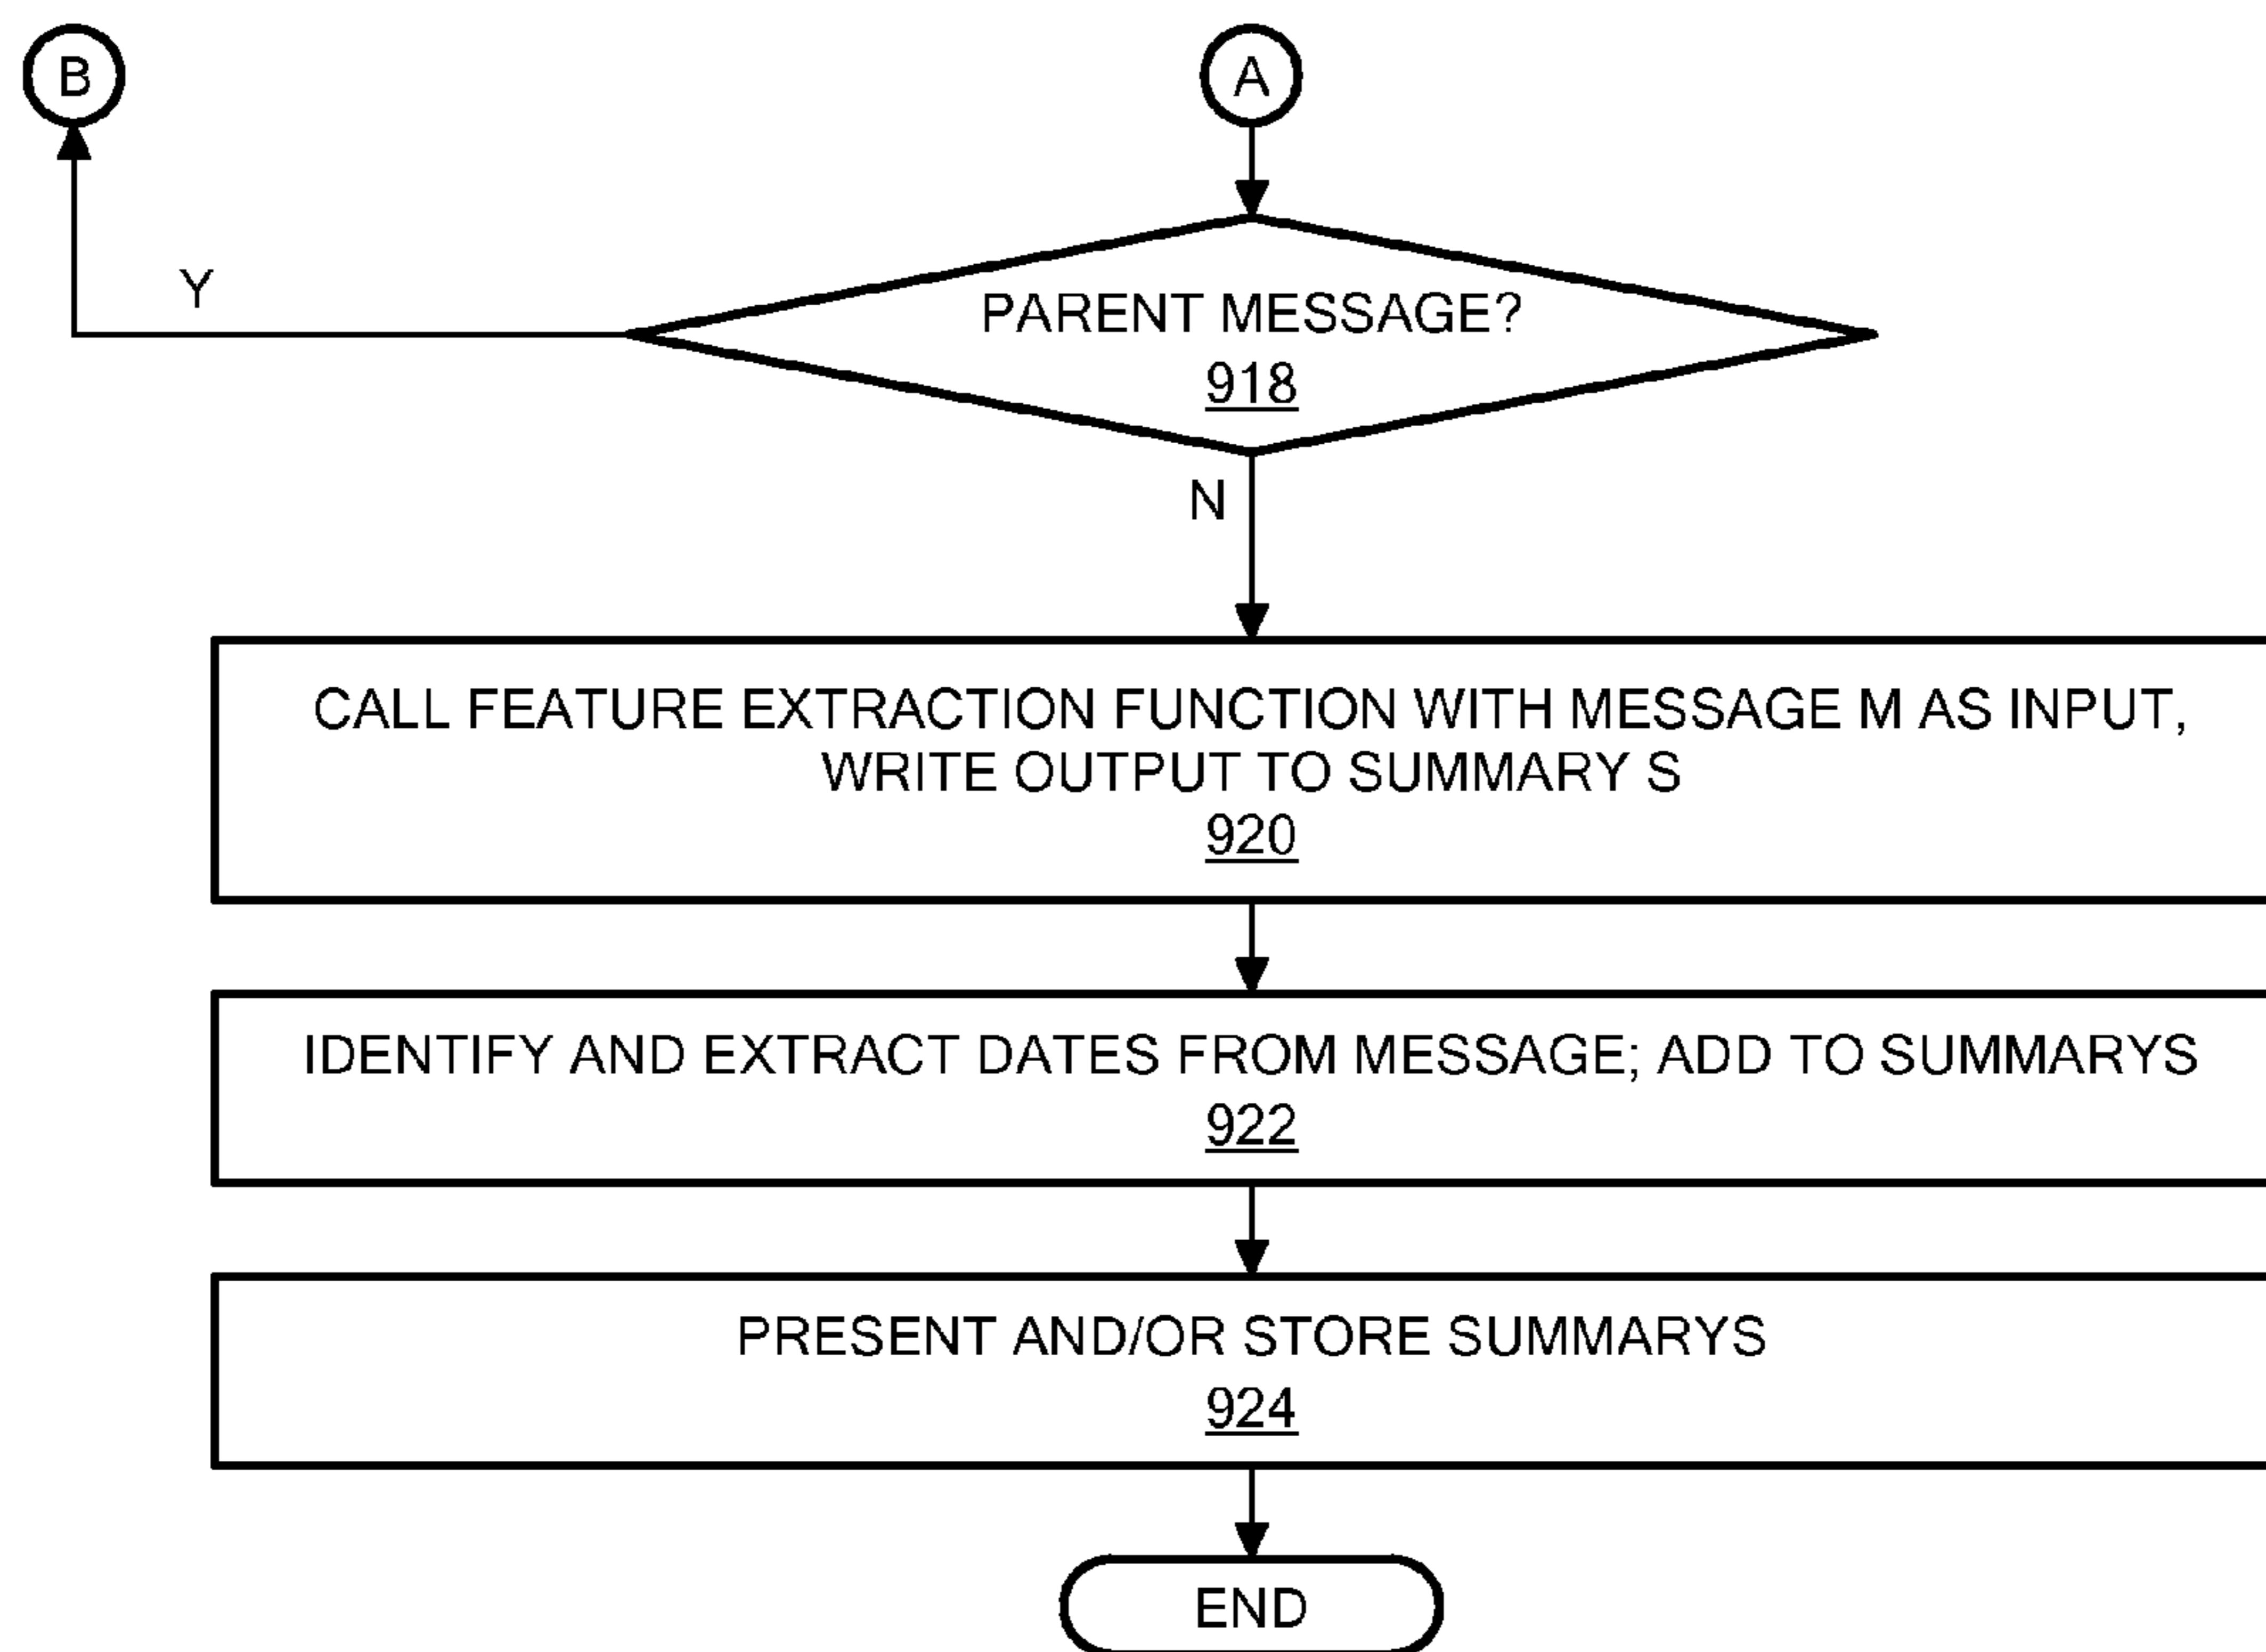 B
A
Y
PARENT MESSAGE?
918
N
CALL FEATURE EXTRACTION FUNCTION WITH MESSAGE M AS INPUT,
WRITE OUTPUT TO SUMMARY S
920
IDENTIFY AND EXTRACT DATES FROM MESSAGE; ADD TO SUMMARYS
922
PRESENT AND/OR STORE SUMMARYS
924
END